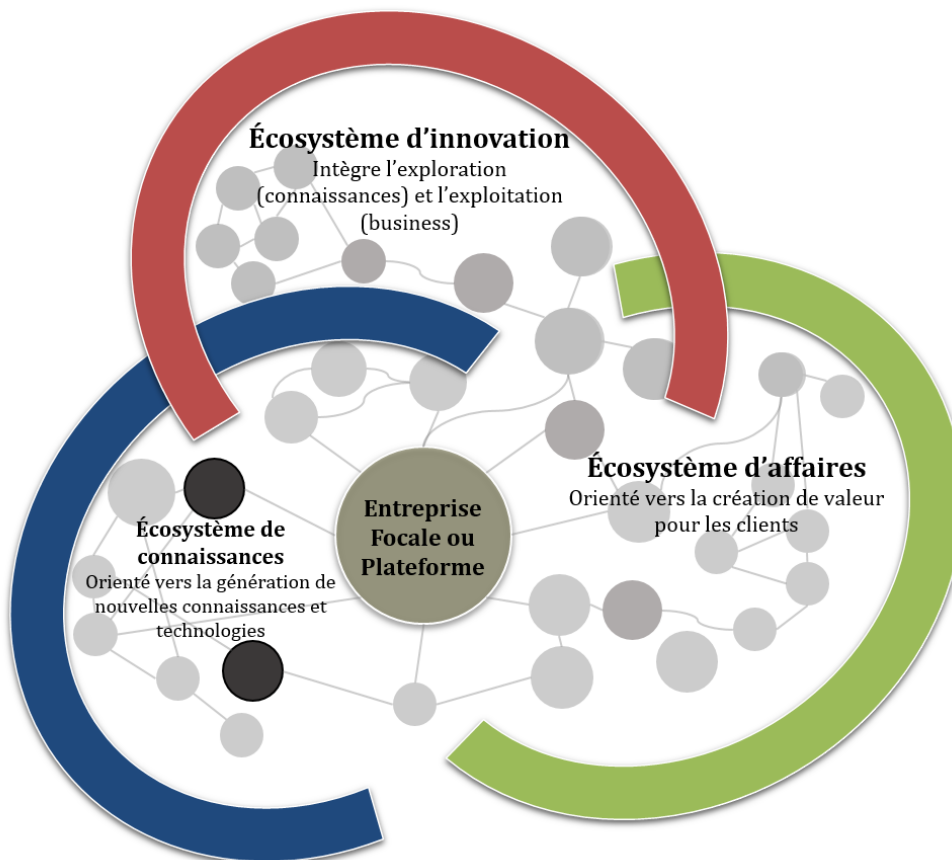 Écosystème d’innovation
Intègre l’exploration
(connaissances) et l’exploitation
(business)
Écosystème d’affaires
Orienté vers la création de valeur
pour les clients
Entreprise
Focale ou
Plateforme
Écosystème de
connaissances
Orienté vers la génération de
nouvelles connaissances et
technologies